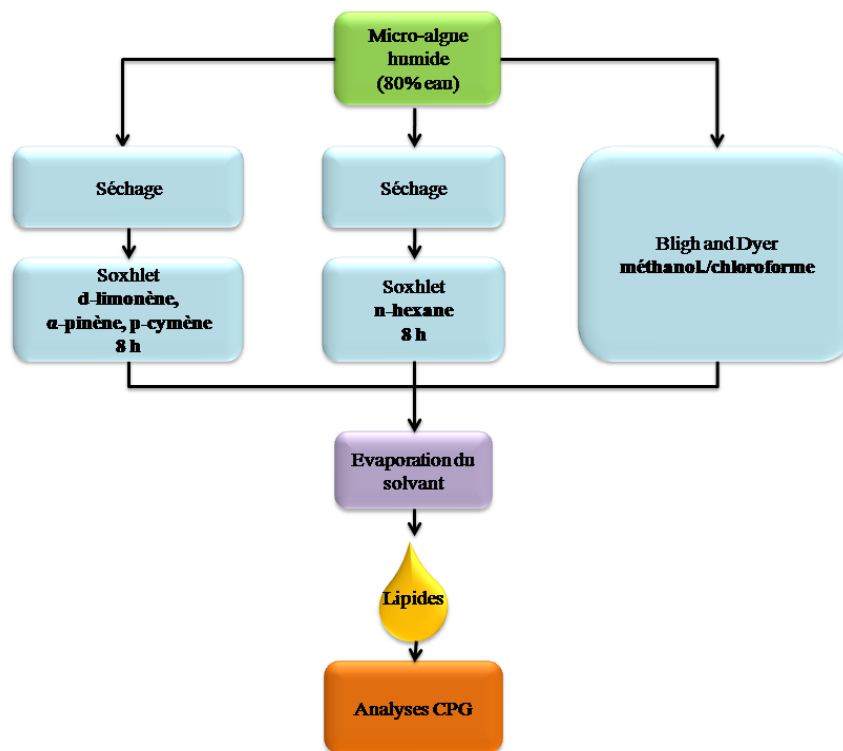 Micro-algue
humide
(80% eau)
Séchage
Séchage
Bligh and Dyer
méthanol/chloroforme
Soxhlet
d-limonène,
α-pinène, p-cymène
8 h
Soxhlet
n-hexane
8 h
Evaporation du
solvant
Lipides
Analyses CPG